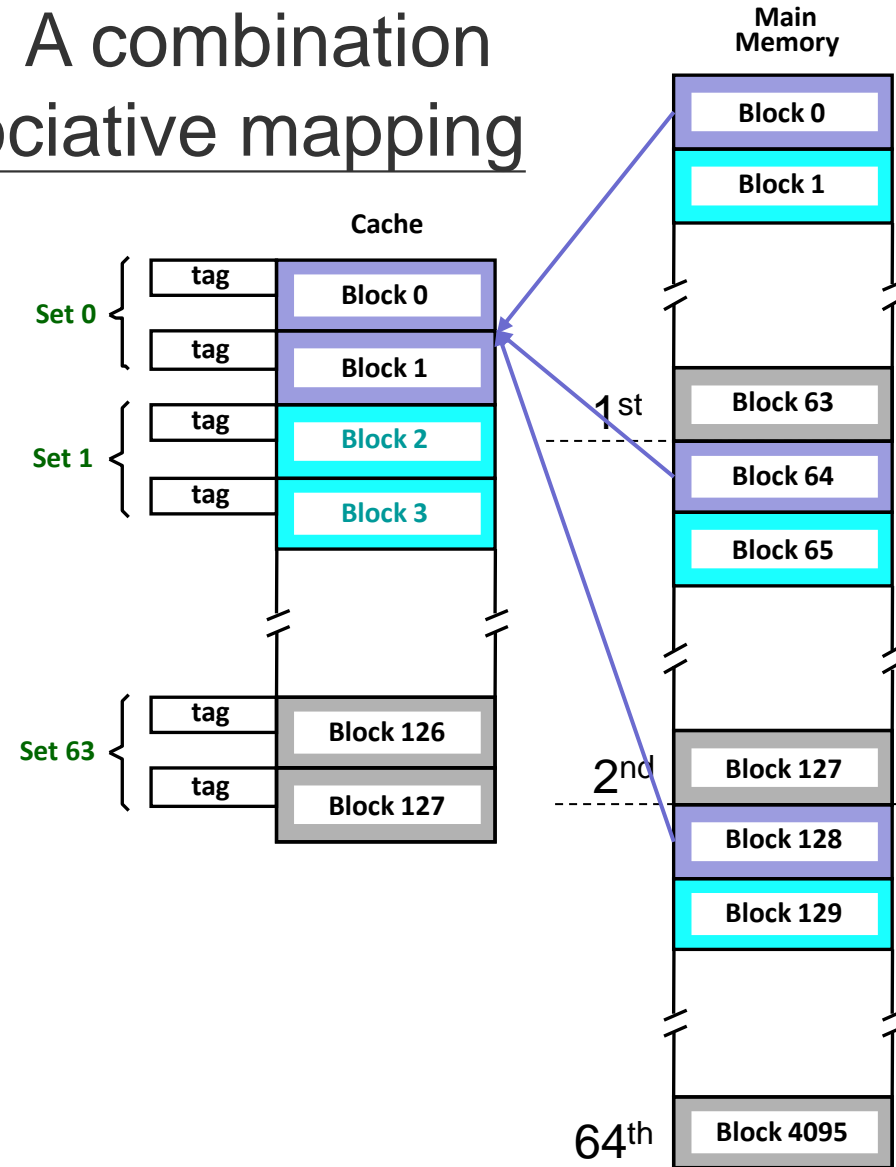 A combination
ociative mapping
Main
Memory
Block 0
Block 1
Cache
tag
Block 0
Set 0
tag
Block 1
tag
Block 2
Set 1
tag
Block 3
1st
Block 63
Block 64
Block 65
tag
Block 126
Set 63
tag
Block 127
2nd
Block 127
Block 128
Block 129
64th
Block 4095